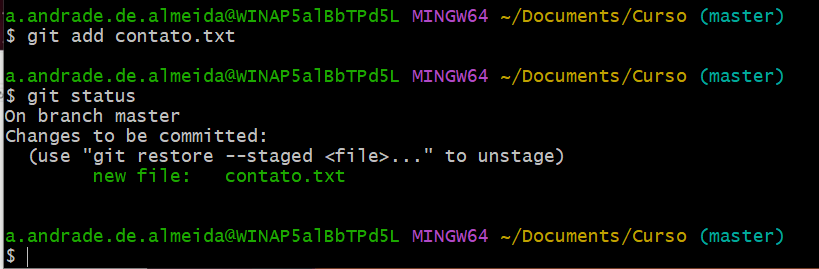 a.andrade.de.almeida@WINAP5alBbTPd5L MINGW64 ~/Documents/Curso (master)
$ git add contato.txt
a.andrade.de.almeida@WINAP5alBbTPd5L MINGW64 ~/Documents/Curso (master)
$ git status
On branch master
Changes to be committed:
  (use "git restore --staged <file>..." to unstage)
        new file:   contato.txt
a.andrade.de.almeida@WINAP5alBbTPd5L MINGW64 ~/Documents/Curso (master)
$